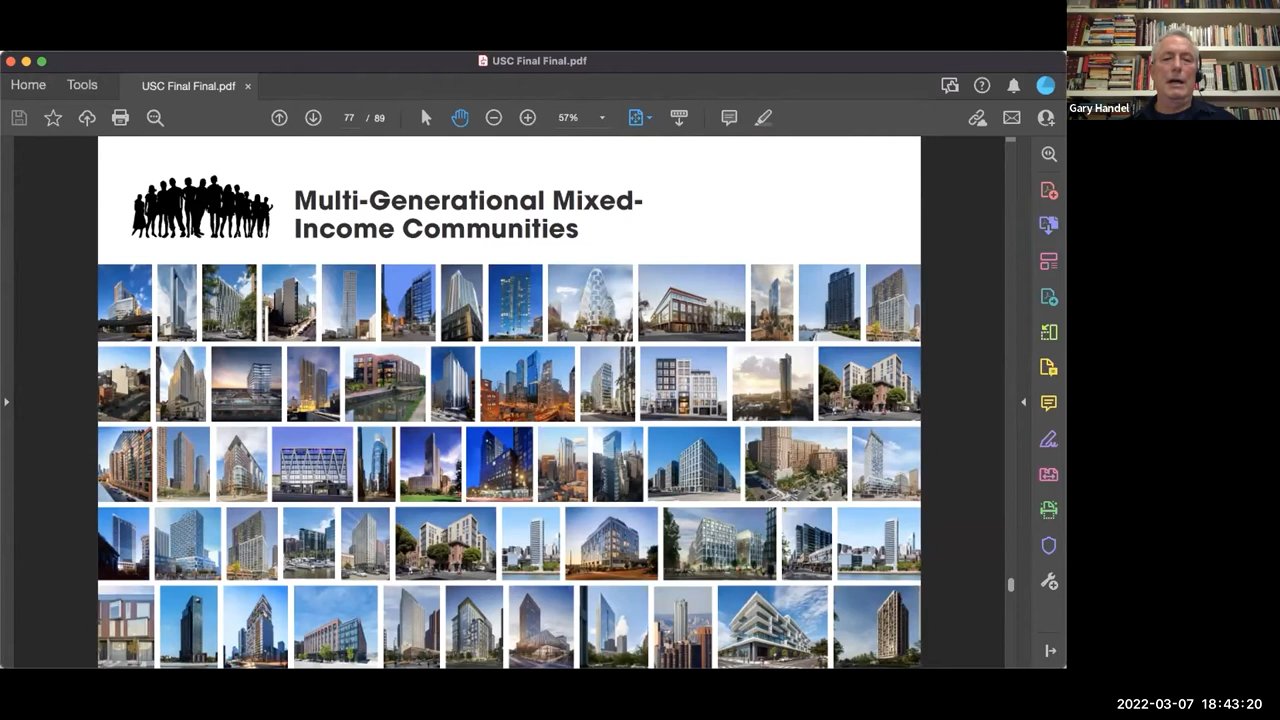 USC Final Final.pdf
Home
Tools
USC Final Final.pdf
77 / 89
57%
Gary Handel
Multi-Generational Mixed-
Income Communities
2022-03-07 18:43:20